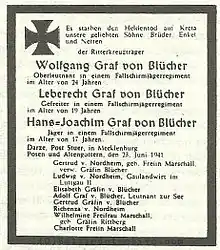 Es starben den Heldentod auf Kreta
unsere geliebten Söhne, Brüder, Enkel
und Neffen
der Ritterkreuzträger
Wolfgang Graf von Blücher
Oberleutnant in einem Fallschirmjägerregiment
im Alter von 24 Jahren
Leberecht Graf von Blücher
Gefreiter in einem Fallschirmjägerregiment
im Alter von 19 Jahren
Hans-Joachim Graf von Blücher
Jäger in einem Fallschirmjägerregiment
im Alter von 17 Jahren.
Darze, Post Stuer, in Mecklenburg
Posen und Altengottern, den 23. Juni 1941
Gertrud v. Nordheim, geb. Freiin Marschall,
verw. Gräfin Blücher
Ludwig v. Nordheim, Gaulandwirt im
Luftgau II
Elisabeth Gräfin v. Blücher
Adolf Graf v. Blücher, Leutnant zur See
Gertrud Gräfin v. Blücher
Richenza v. Nordheim
Wilhelmine Freifrau Marschall,
geb. Gräfin Rittberg
Charlotte Freiin Marschall